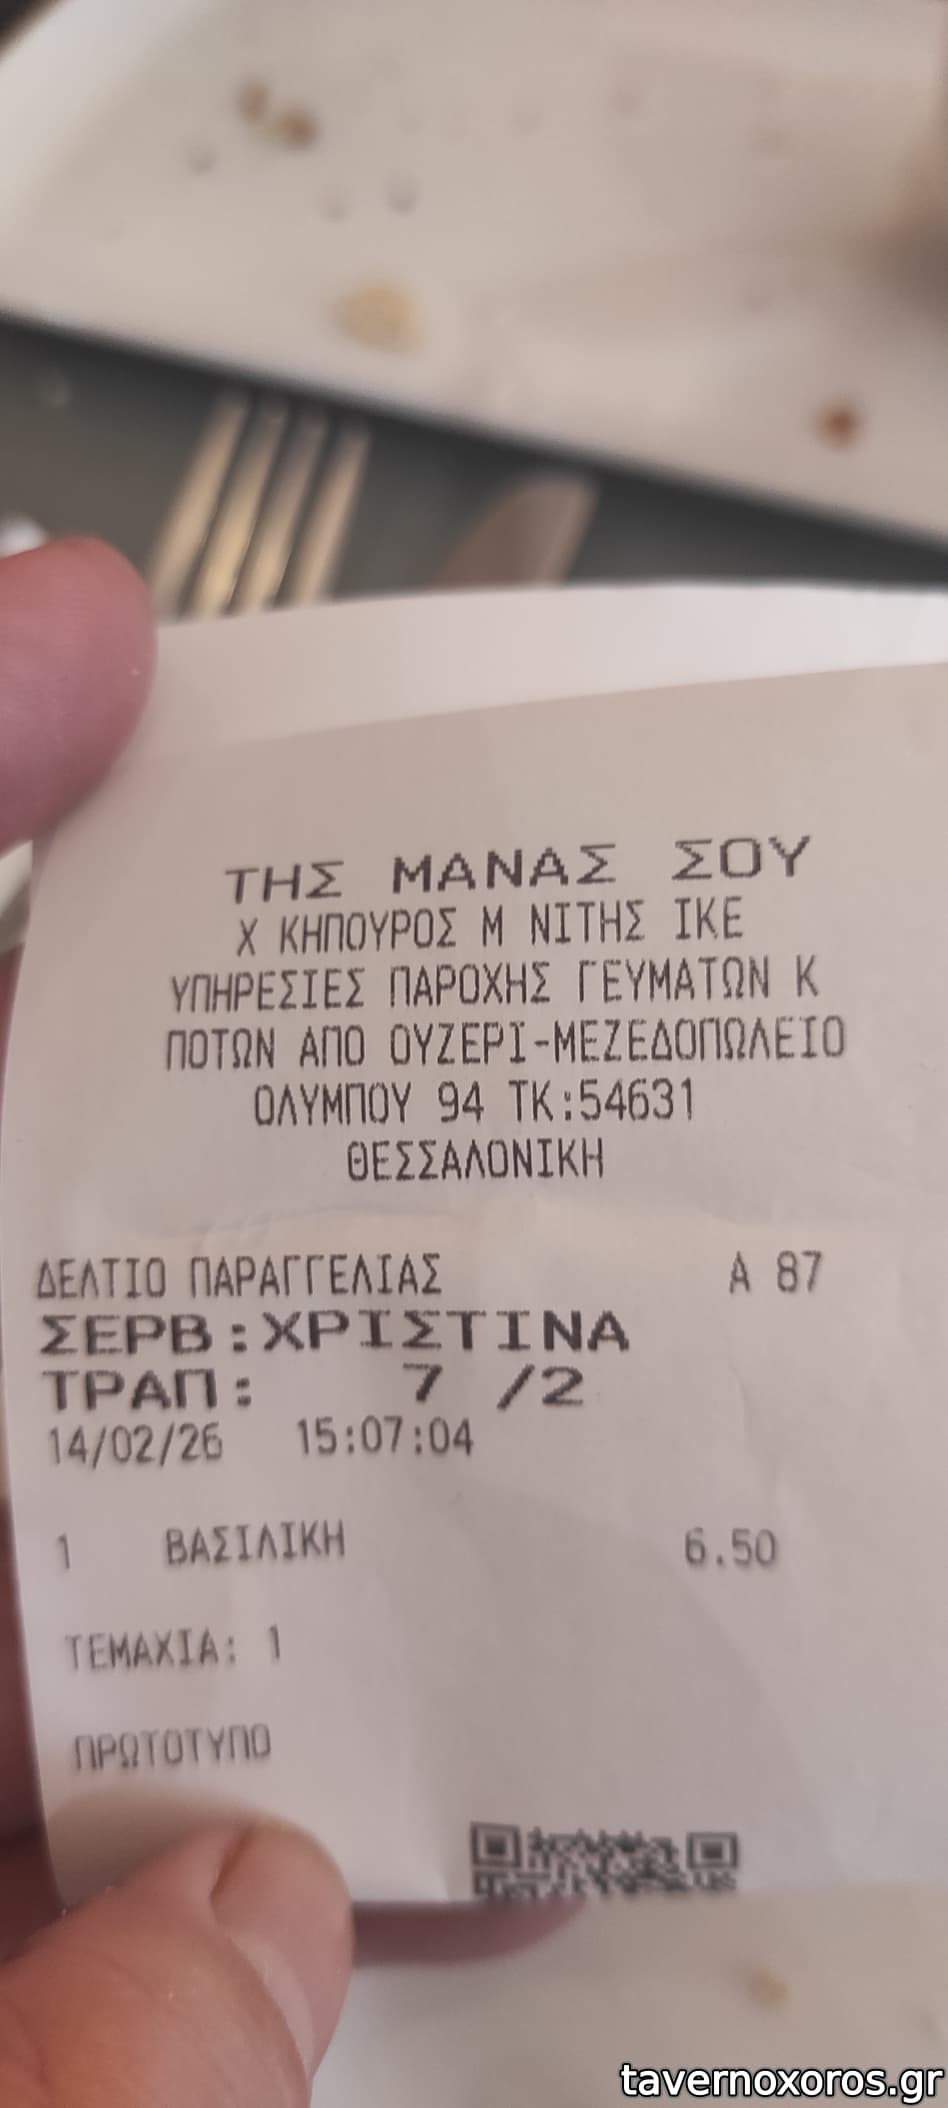 ΤΗΣ ΜΑΝΑΣ ΣΟΥ
Χ ΚΗΠΟΥΡΟΣ Μ ΝΙΤΗΣ ΙΚΕ
ΥΠΗΡΕΣΙΕΣ ΠΑΡΟΧΗΣ ΓΕΥΜΑΤΩΝ Κ
ΠΟΤΩΝ ΑΠΟ ΟΥΖΕΡΙ-ΜΕΖΕΔΟΠΩΛΕΙΟ
ΟΛΥΜΠΟΥ 94 ΤΚ:54631
ΘΕΣΣΑΛΟΝΙΚΗ
ΔΕΛΤΙΟ ΠΑΡΑΓΓΕΛΙΑΣ Α 87
ΣΕΡΒ:ΧΡΙΣΤΙΝΑ
ΤΡΑΠ: 7 /2
14/02/26 15:07:04
1 ΒΑΣΙΛΙΚΗ 6.50
ΤΕΜΑΧΙΑ: 1
ΠΡΩΤΟΤΥΠΟ
tavernoxoros.gr